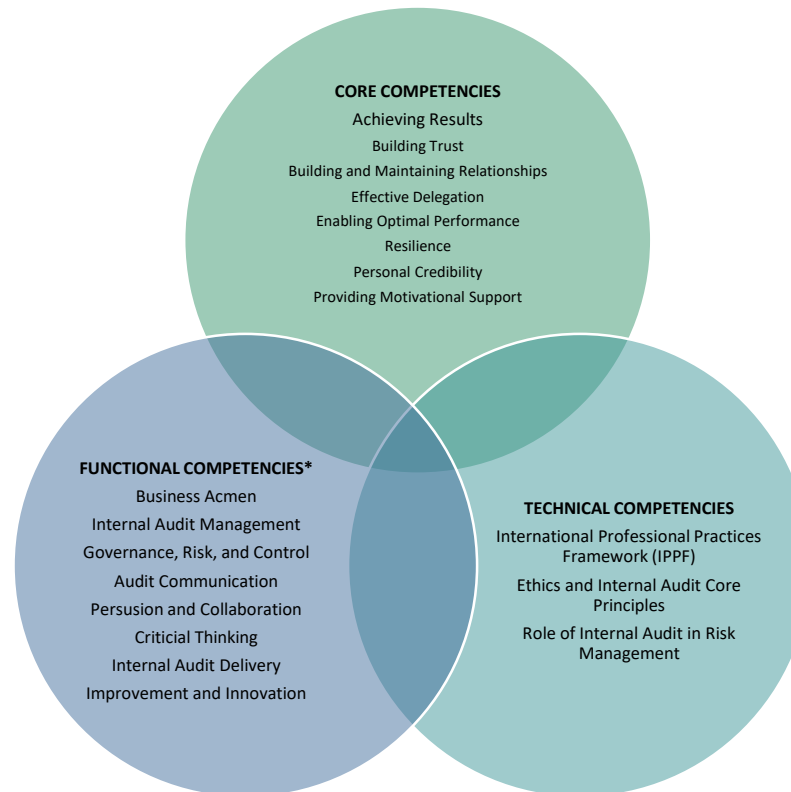 CORE COMPETENCIES
Achieving Results
Building Trust
Building and Maintaining Relationships
Effective Delegation
Enabling Optimal Performance
Resilience
Personal Credibility
Providing Motivational Support
FUNCTIONAL COMPETENCIES*
Business Acmen
Internal Audit Management
Governance, Risk, and Control
Audit Communication
Persusion and Collaboration
Criticial Thinking
Internal Audit Delivery
Improvement and Innovation
TECHNICAL COMPETENCIES
International Professional Practices
Framework (IPPF)
Ethics and Internal Audit Core
Principles
Role of Internal Audit in Risk
Management